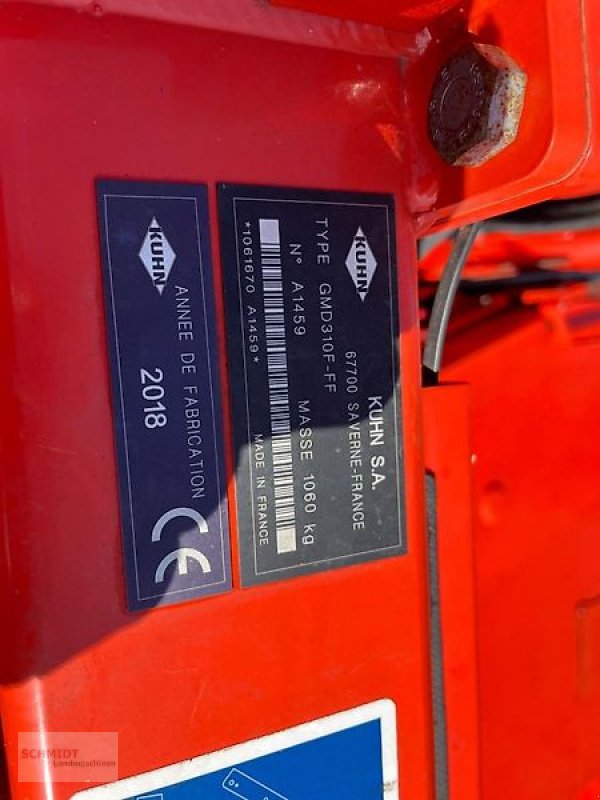 KUHN
KUHN S.A.
67700 SAVERNE-FRANCE
TYPE GMD310F-FF
N° A1459 MASSE 1060 kg
*1061670 A1459* MADE IN FRANCE
KUHN
ANNEE DE FABRICATION
2018
CE
SCHMIDT
Landmaschinen